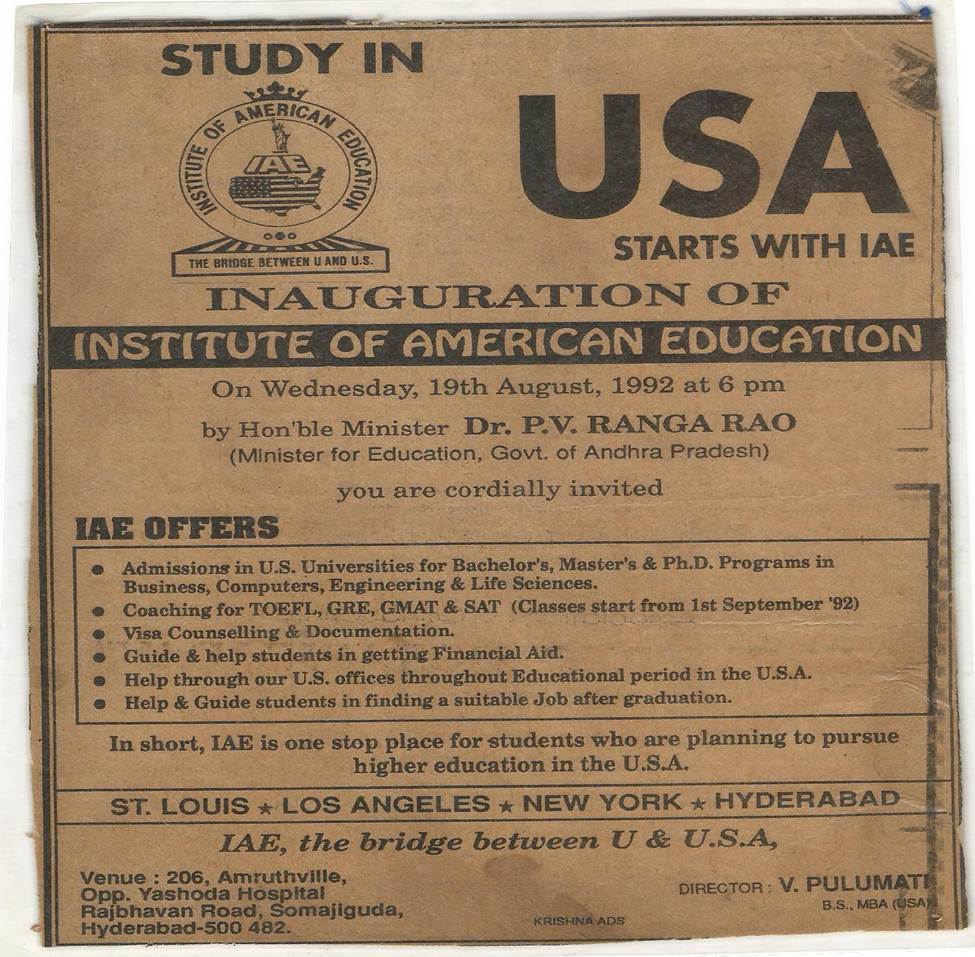 STUDY IN
INSTITUTE OF AMERICAN EDUCATION
IAE
THE BRIDGE BETWEEN U AND U.S.
USA
STARTS WITH IAE
INAUGURATION OF
INSTITUTE OF AMERICAN EDUCATION
On Wednesday, 19th August, 1992 at 6 pm
by Hon'ble Minister Dr. P.V. RANGA RAO
(Minister for Education, Govt. of Andhra Pradesh)
you are cordially invited
IAE OFFERS
● Admissions in U.S. Universities for Bachelor's, Master's & Ph.D. Programs in
Business, Computers, Engineering & Life Sciences.
● Coaching for TOEFL, GRE, GMAT & SAT (Classes start from 1st September '92)
● Visa Counselling & Documentation.
● Guide & help students in getting Financial Aid.
● Help through our U.S. offices throughout Educational period in the U.S.A.
● Help & Guide students in finding a suitable Job after graduation.
In short, IAE is one stop place for students who are planning to pursue
higher education in the U.S.A.
ST. LOUIS ★ LOS ANGELES ★ NEW YORK ★ HYDERABAD
IAE, the bridge between U & U.S.A,
Venue : 206, Amruthville,
Opp. Yashoda Hospital
Rajbhavan Road, Somajiguda,
Hyderabad-500 482.
KRISHNA ADS
DIRECTOR : V. PULUMATI
B.S., MBA (USA)